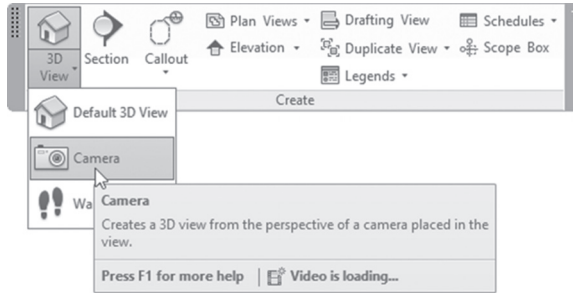 Plan Views
Drafting View
Schedules
Elevation
Duplicate View
Scope Box
3D
View
Section
Callout
Legends
Create
Default 3D View
Camera
Camera
Creates a 3D view from the perspective of a camera placed in the
view.
Press F1 for more help
Video is loading...